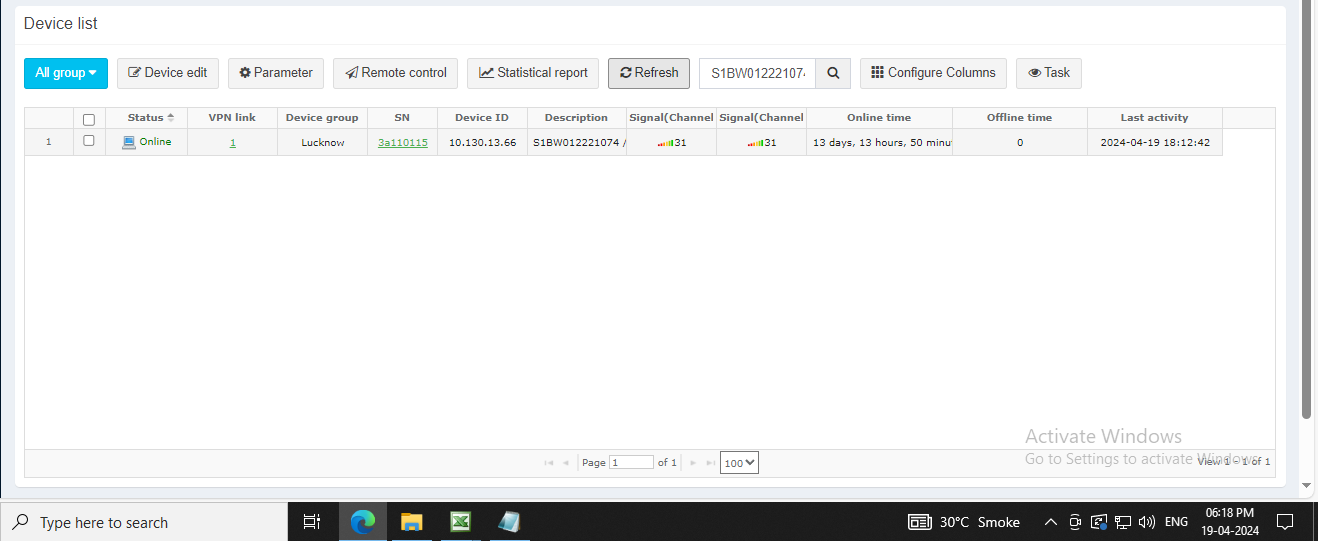 Device list
All group Device edit Parameter Remote control Statistical report Refresh S1BW01222107 Configure Columns Task
Status VPN link Device group SN Device ID Description Signal(Channel Signal(Channel Online time Offline time Last activity
1 Online 1 Lucknow 3a110115 10.130.13.66 S1BW012221074 / 31 31 13 days, 13 hours, 50 minu 0 2024-04-19 18:12:42
Activate Windows
Go to Settings to activate Windows.
Page 1 of 1 100 View 1 - 1 of 1
Type here to search 30°C Smoke ENG 06:18 PM
19-04-2024